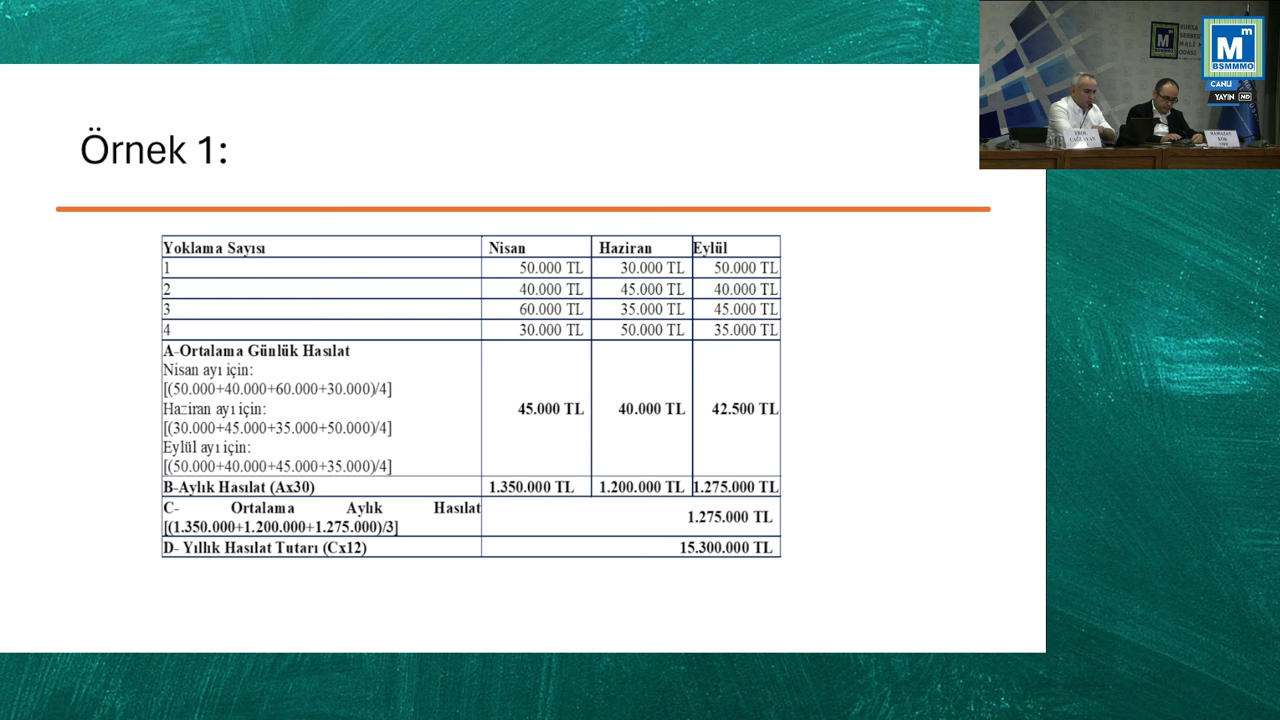 Örnek 1:
Yoklama Sayısı Nisan Haziran Eylül
1 50.000 TL 30.000 TL 50.000 TL
2 40.000 TL 45.000 TL 40.000 TL
3 60.000 TL 35.000 TL 45.000 TL
4 30.000 TL 50.000 TL 35.000 TL
A-Ortalama Günlük Hasılat
Nisan ayı için:
[(50.000+40.000+60.000+30.000)/4]
Haziran ayı için:
[(30.000+45.000+35.000+50.000)/4]
Eylül ayı için:
[(50.000+40.000+45.000+35.000)/4]
45.000 TL 40.000 TL 42.500 TL
B-Aylık Hasılat (Ax30) 1.350.000 TL 1.200.000 TL 1.275.000 TL
C- Ortalama Aylık Hasılat
[(1.350.000+1.200.000+1.275.000)/3]
1.275.000 TL
D- Yıllık Hasılat Tutarı (Cx12) 15.300.000 TL
BURSA
SERBES
MALİ
ODASI
M
m
BSMMMO
CANLI
YAYIN HD
EROL
ÇAĞLAYAN
RAMAZAN